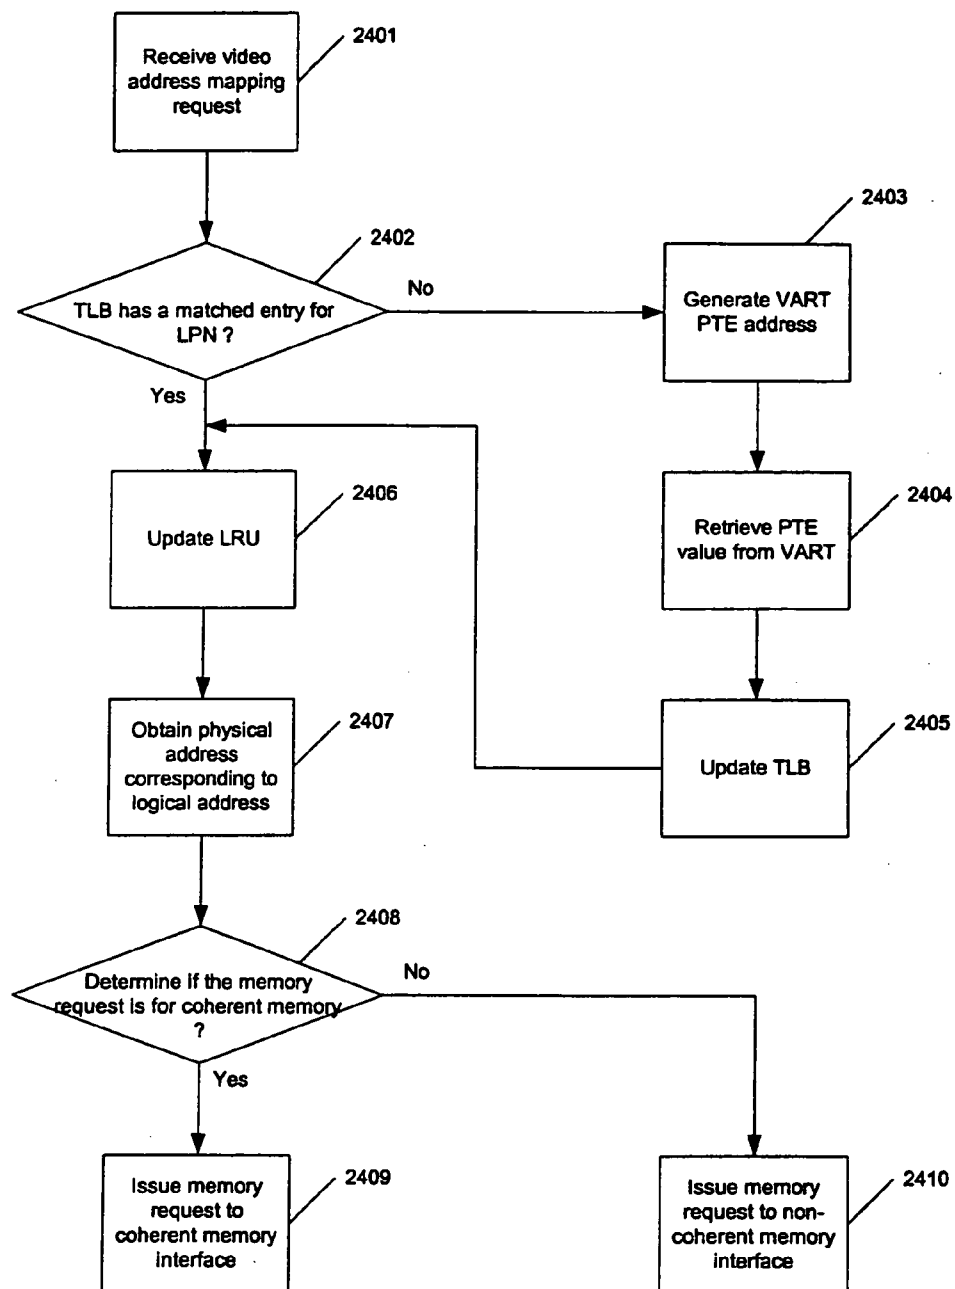 Receive video
address mapping
request
2401
TLB has a matched entry for
LPN ?
2402
No
Yes
Generate VART
PTE address
2403
Retrieve PTE
value from VART
2404
Update TLB
2405
Update LRU
2406
Obtain physical
address
corresponding to
logical address
2407
Determine if the memory
request is for coherent memory
?
2408
No
Yes
Issue memory
request to
coherent memory
interface
2409
Issue memory
request to non-
coherent memory
interface
2410